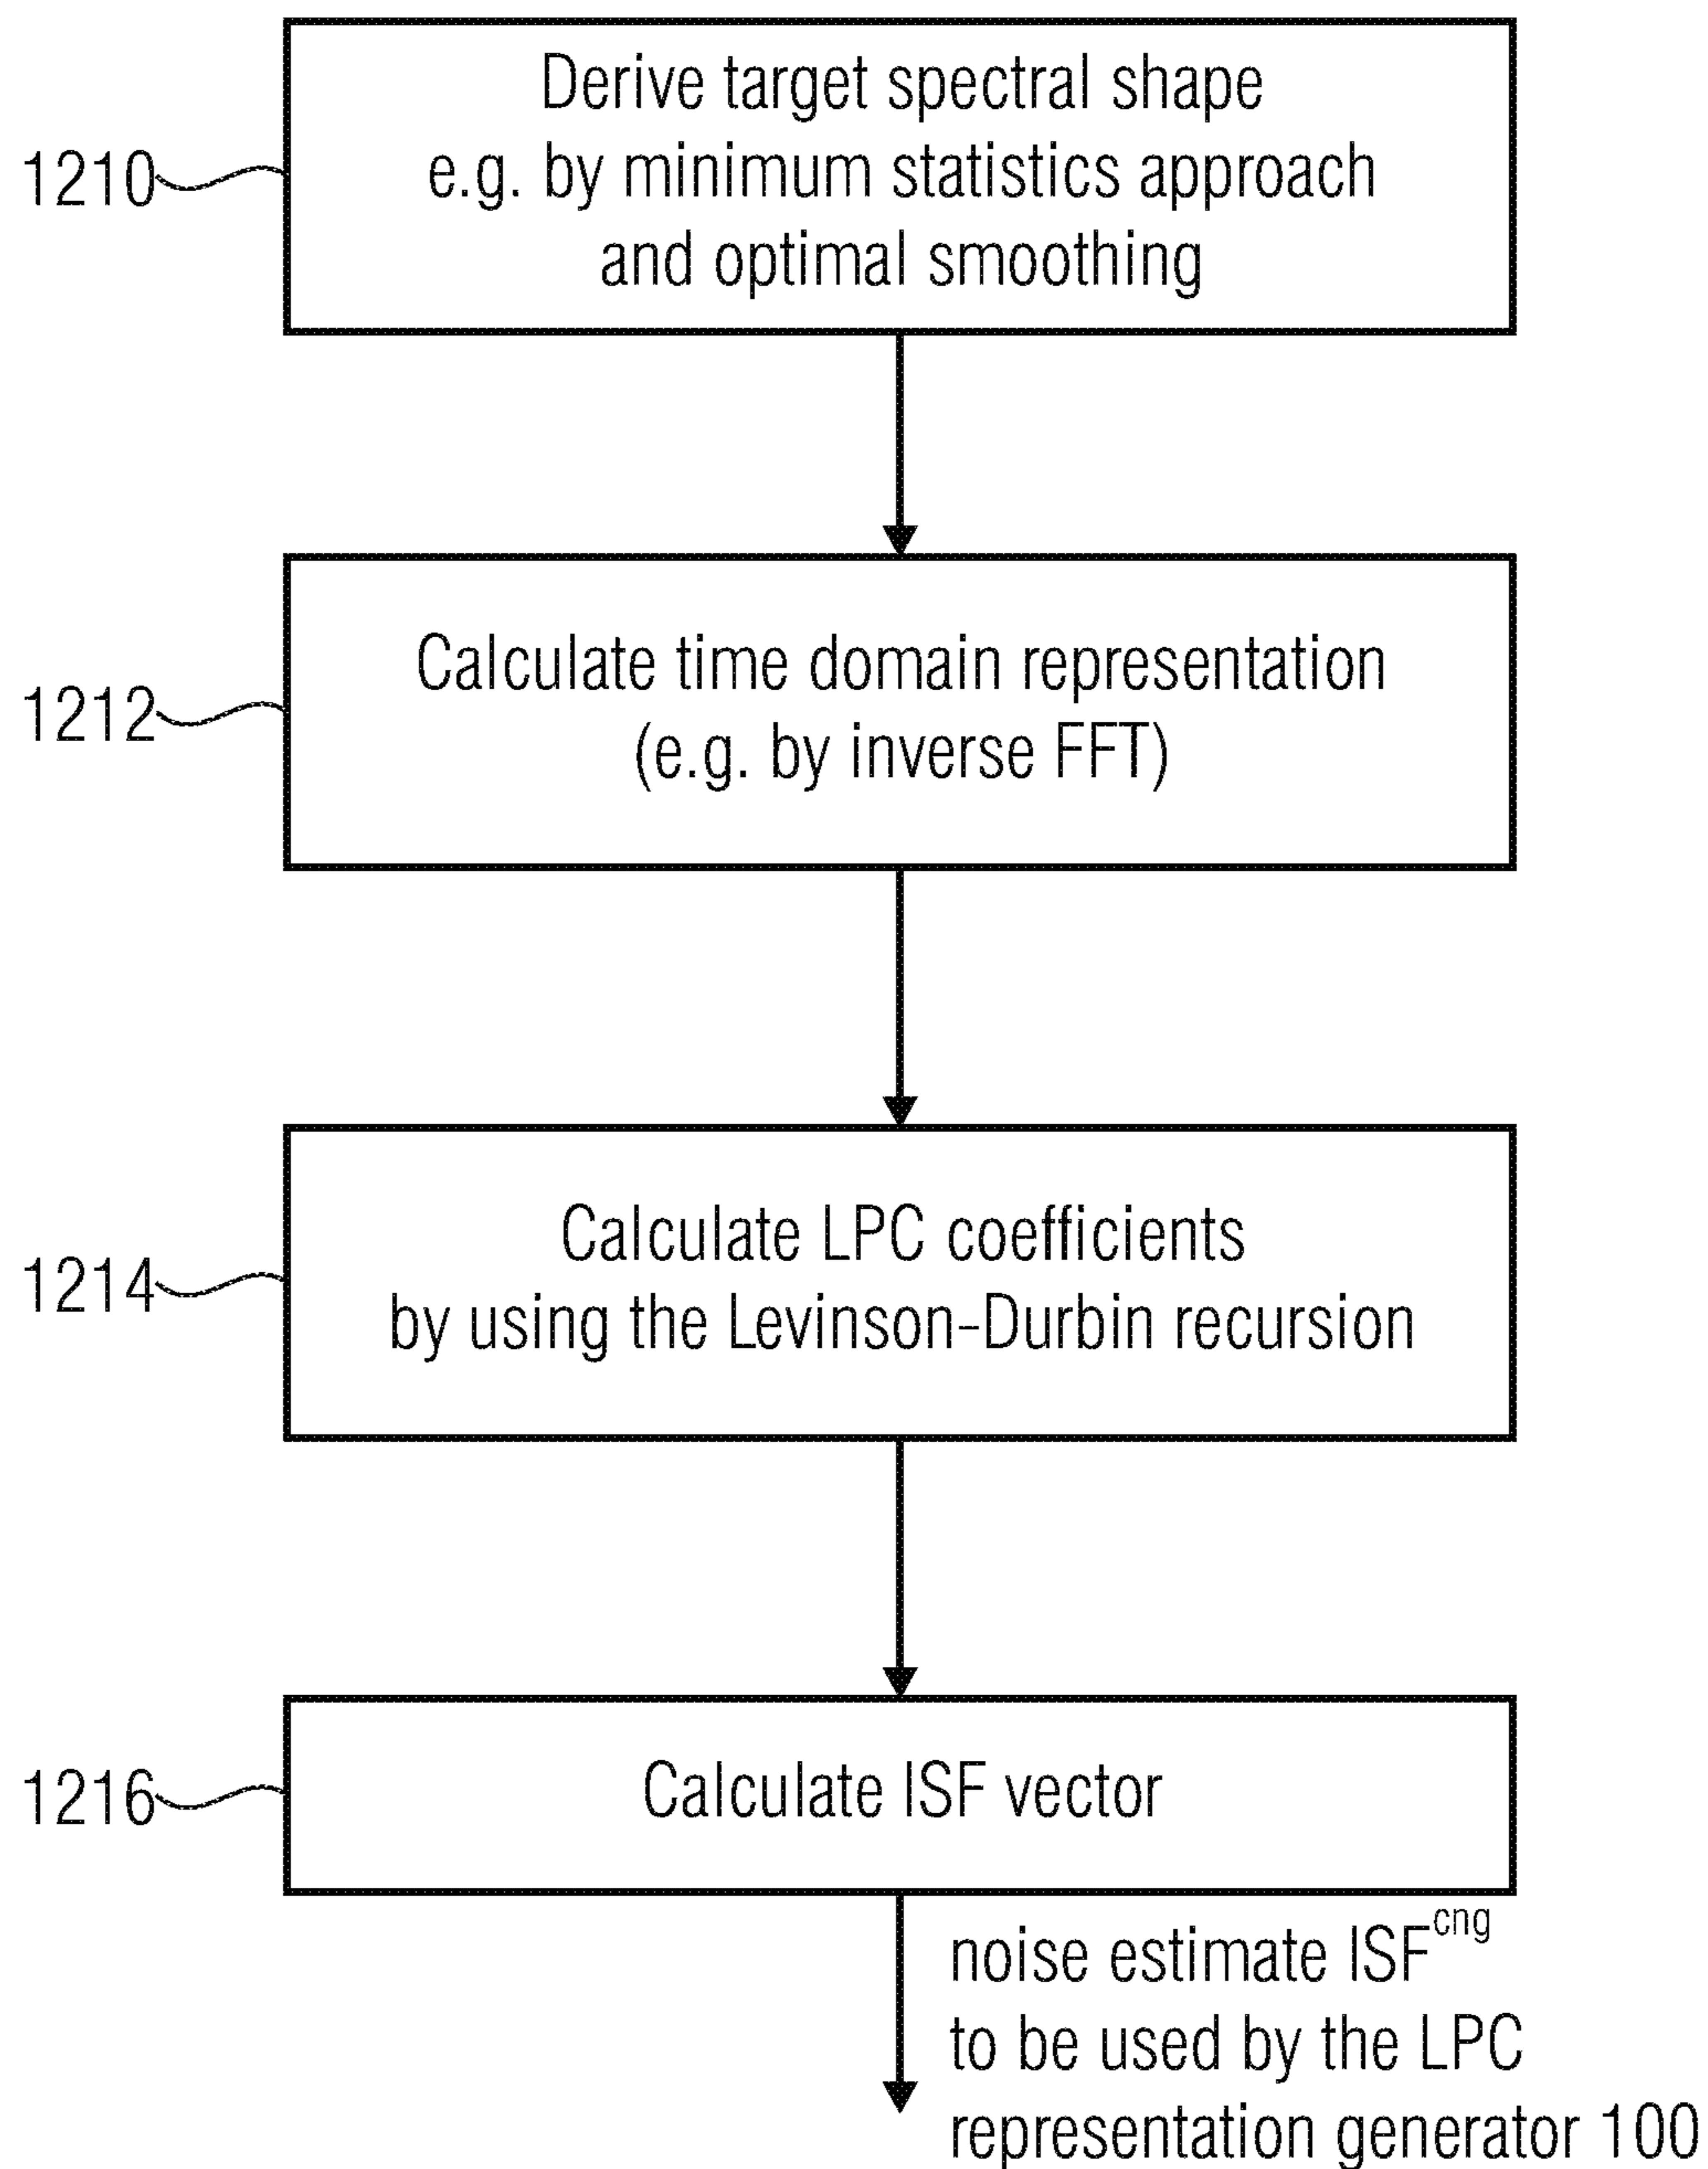 Derive target spectral shape
e.g. by minimum statistics approach
and optimal smoothing
1210
Calculate time domain representation
(e.g. by inverse FFT)
1212
Calculate LPC coefficients
by using the Levinson-Durbin recursion
1214
Calculate ISF vector
1216
noise estimate ISF^cng
to be used by the LPC
representation generator 100